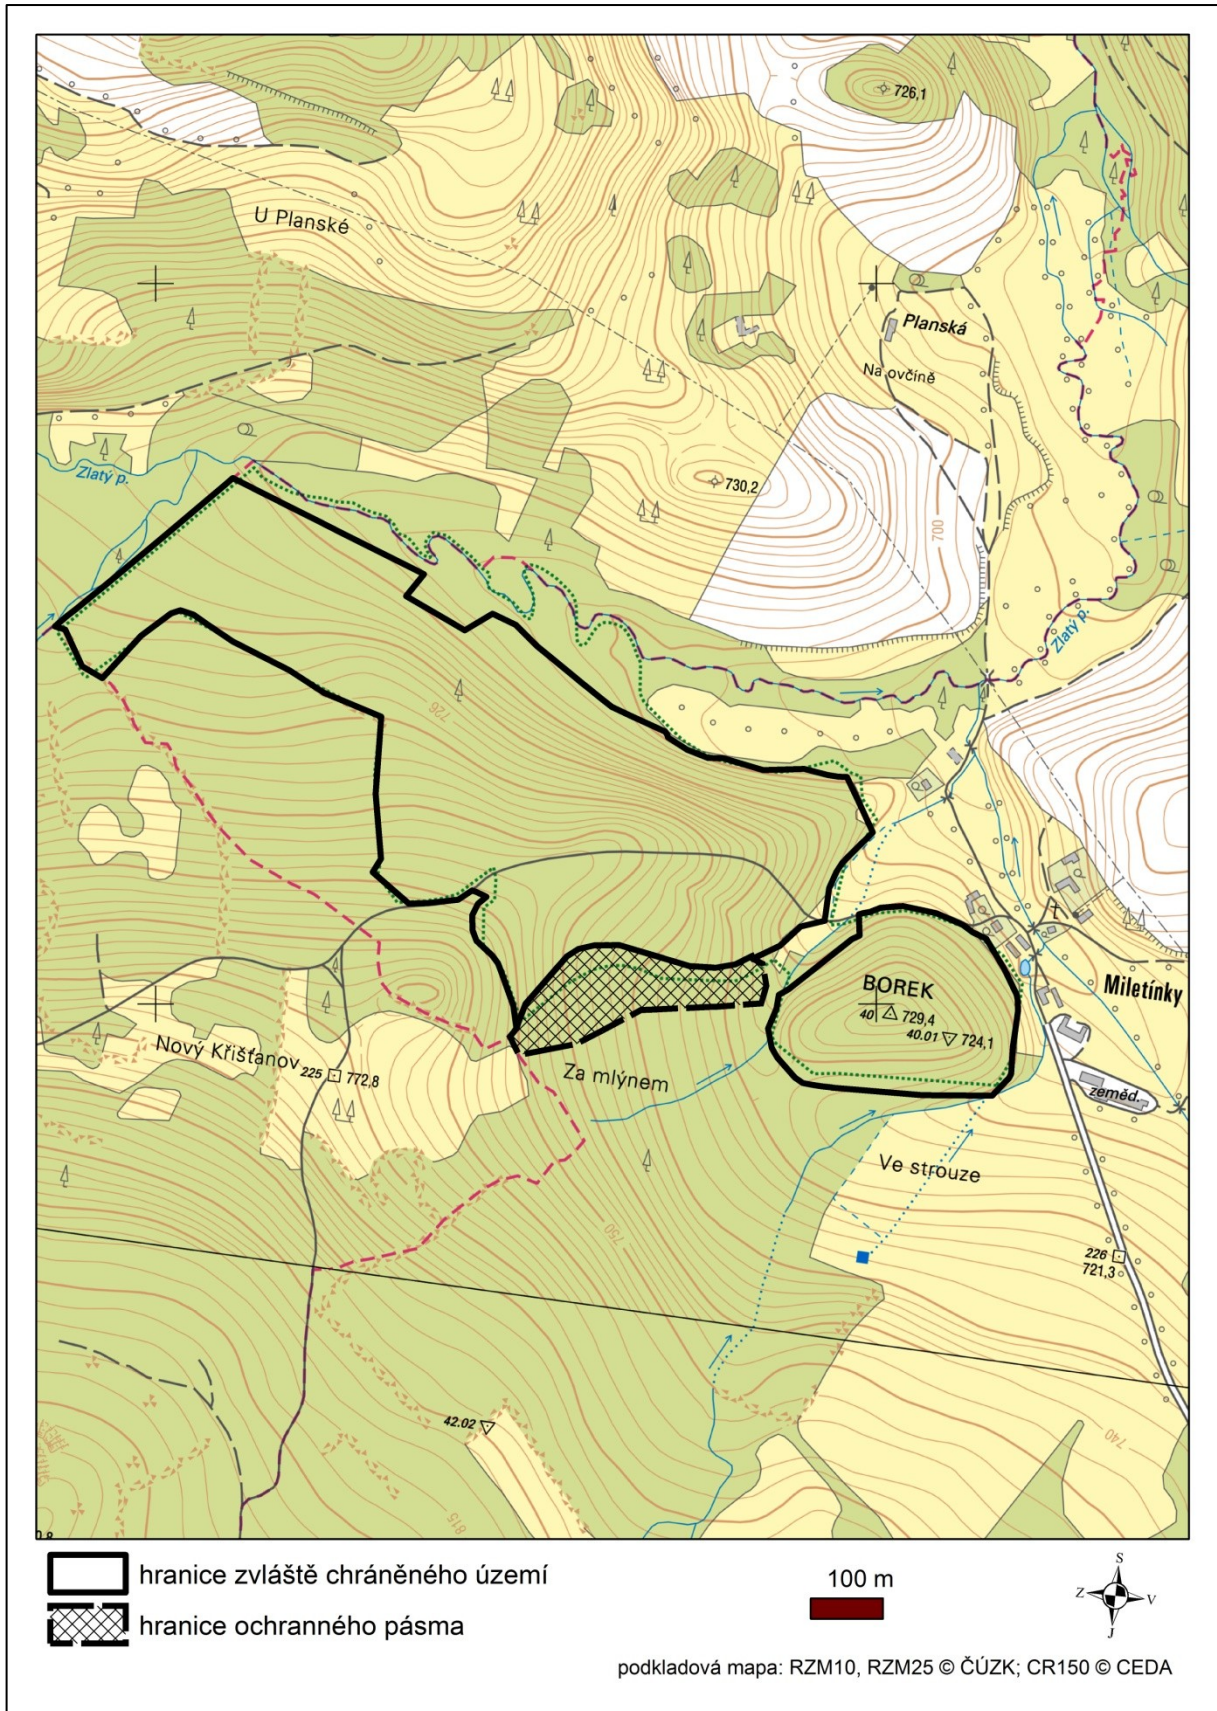 726,1
U Planské
Planská
Na ovčíně
Zlatý p.
730,2
700
Zlatý p.
726
BOREK
40 729,4
40.01 724,1
Miletínky
Nový Křišťanov
225 772,8
Za mlýnem
zeměd.
Ve strouze
750
226
721,3
42.02
740
815
hranice zvláště chráněného území
hranice ochranného pásma
100 m
S
Z
V
J
podkladová mapa: RZM10, RZM25 © ČÚZK; CR150 © CEDA